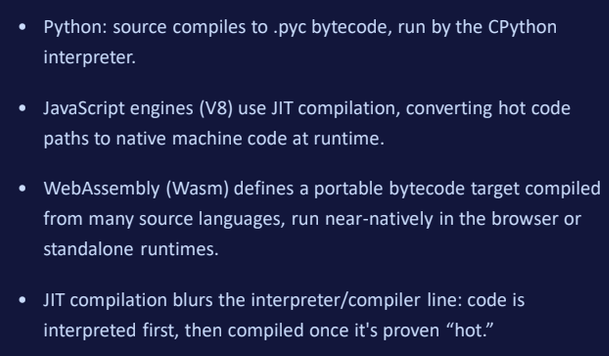 • Python: source compiles to .pyc bytecode, run by the CPython
interpreter.
• JavaScript engines (V8) use JIT compilation, converting hot code
paths to native machine code at runtime.
• WebAssembly (Wasm) defines a portable bytecode target compiled
from many source languages, run near-natively in the browser or
standalone runtimes.
• JIT compilation blurs the interpreter/compiler line: code is
interpreted first, then compiled once it's proven “hot.”